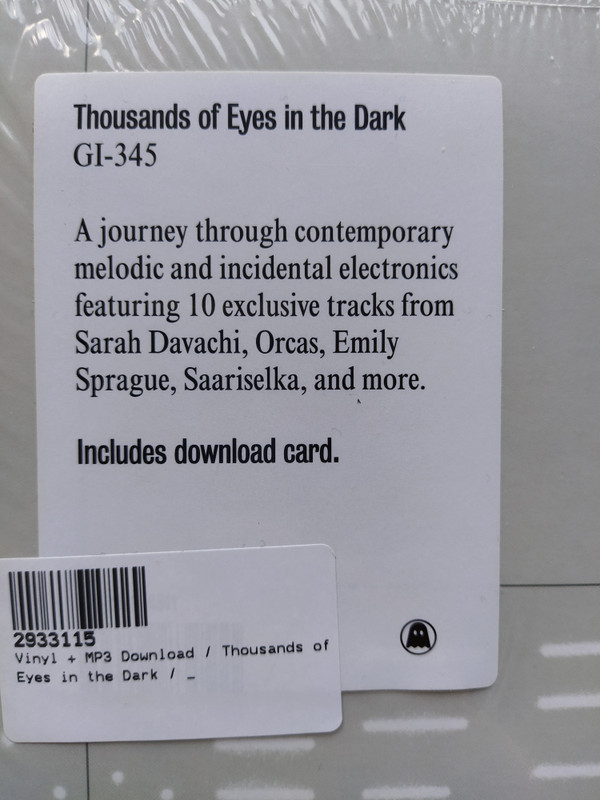 Thousands of Eyes in the Dark
GI-345
A journey through contemporary
melodic and incidental electronics
featuring 10 exclusive tracks from
Sarah Davachi, Orcas, Emily
Sprague, Saariselka, and more.
Includes download card.
2933115
Vinyl + MP3 Download / Thousands of
Eyes in the Dark / _